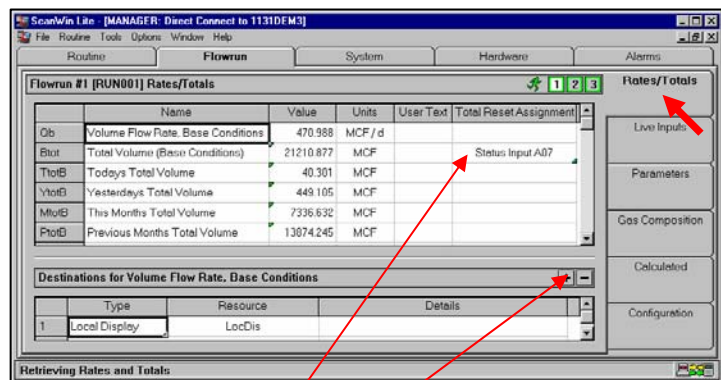 ScanWin Lite - [MANAGER: Direct Connect to 1131DEM3]
File Routine Tools Options Window Help
Routine Flowrun System Hardware Alarms
Flowrun #1 [RUN001] Rates/Totals 1 2 3 Rates/Totals
Name Value Units User Text Total Reset Assignment
Qb Volume Flow Rate, Base Conditions 470.988 MCF/d
Live Inputs
Btot Total Volume (Base Conditions) 21210.877 MCF Status Input A07
TtotB Todays Total Volume 40.301 MCF
Parameters
YtotB Yesterdays Total Volume 449.105 MCF
MtotB This Months Total Volume 7336.632 MCF
Gas Composition
PtotB Previous Months Total Volume 13874.245 MCF
Calculated
Destinations for Volume Flow Rate, Base Conditions + -
Type Resource Details
Configuration
1 Local Display LocDis
Retrieving Rates and Totals